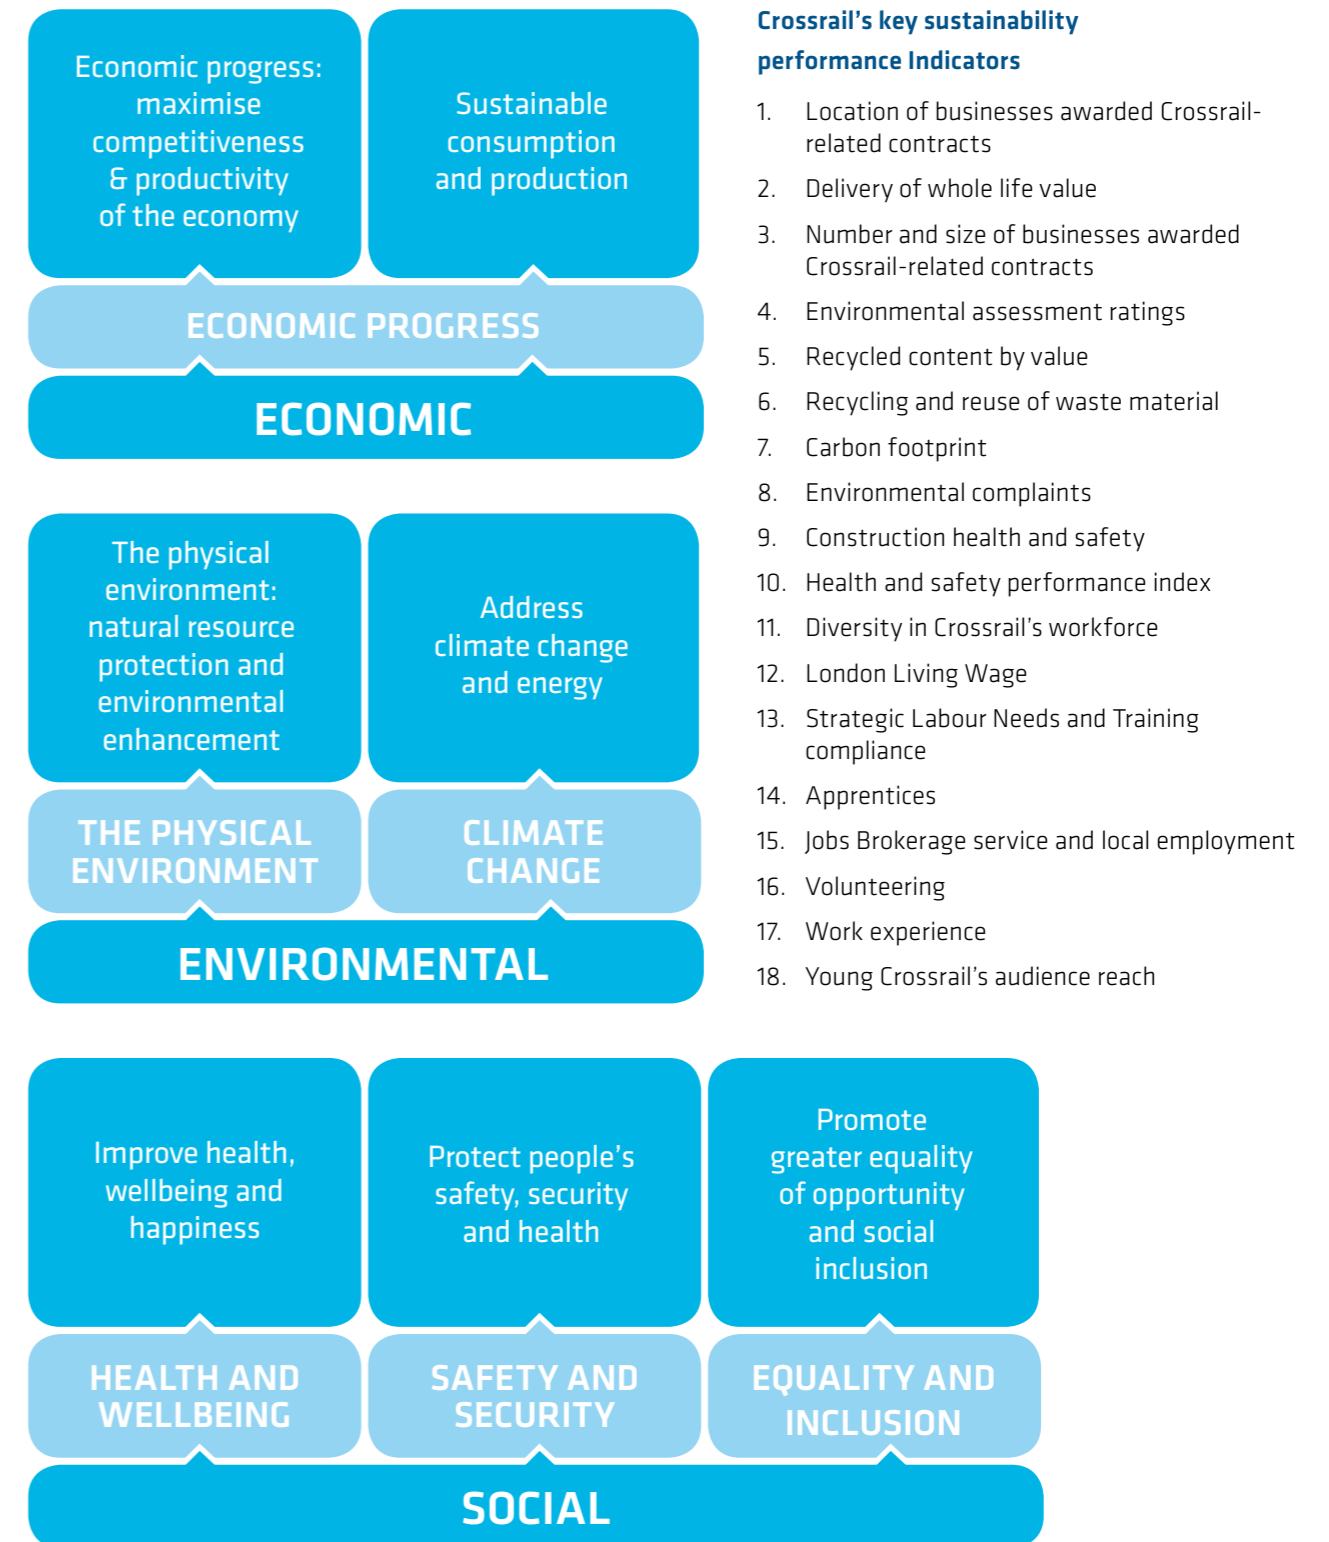 Economic progress:
maximise
competitiveness
& productivity
of the economy
Sustainable
consumption
and production
ECONOMIC PROGRESS
ECONOMIC
The physical
environment:
natural resource
protection and
environmental
enhancement
Address
climate change
and energy
THE PHYSICAL
ENVIRONMENT
CLIMATE
CHANGE
ENVIRONMENTAL
Crossrail’s key sustainability
performance Indicators
1. Location of businesses awarded Crossrail-
related contracts
2. Delivery of whole life value
3. Number and size of businesses awarded
Crossrail-related contracts
4. Environmental assessment ratings
5. Recycled content by value
6. Recycling and reuse of waste material
7. Carbon footprint
8. Environmental complaints
9. Construction health and safety
10. Health and safety performance index
11. Diversity in Crossrail’s workforce
12. London Living Wage
13. Strategic Labour Needs and Training
compliance
14. Apprentices
15. Jobs Brokerage service and local employment
16. Volunteering
17. Work experience
18. Young Crossrail’s audience reach
Improve health,
wellbeing and
happiness
Protect people’s
safety, security
and health
Promote
greater equality
of opportunity
and social
inclusion
HEALTH AND
WELLBEING
SAFETY AND
SECURITY
EQUALITY AND
INCLUSION
SOCIAL